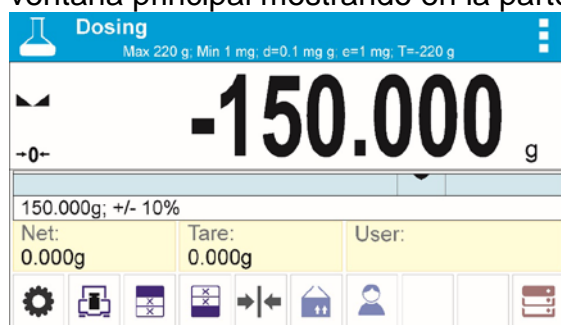 ventana principal mostrando en la parte
Dosing
Max 220 g; Min 1 mg; d=0.1 mg g; e=1 mg; T=-220 g
-150.000 g
→0←
150.000g; +/- 10%
Net: Tare: User:
0.000g 0.000g